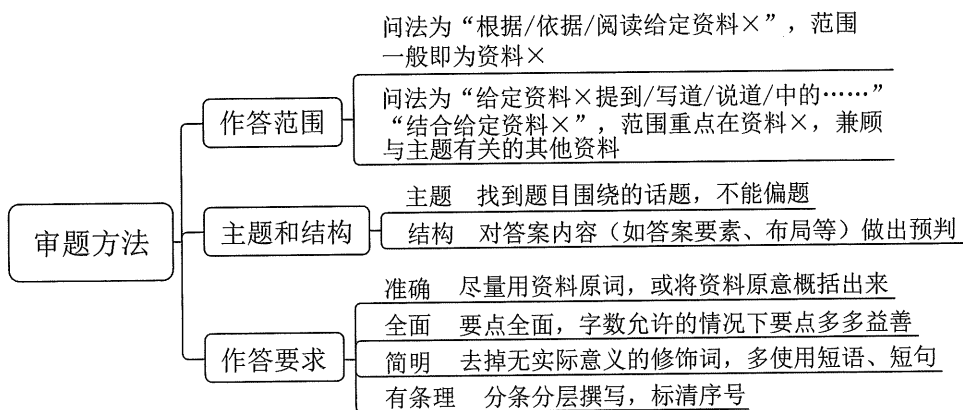 审题方法
作答范围
问法为“根据/依据/阅读给定资料×”，范围
一般即为资料×
问法为“给定资料×提到/写道/说道/中的……”
“结合给定资料×”，范围重点在资料×，兼顾
与主题有关的其他资料
主题和结构
主题 找到题目围绕的话题，不能偏题
结构 对答案内容（如答案要素、布局等）做出预判
作答要求
准确 尽量用资料原词，或将资料原意概括出来
全面 要点全面，字数允许的情况下要点多多益善
简明 去掉无实际意义的修饰词，多使用短语、短句
有条理 分条分层撰写，标清序号